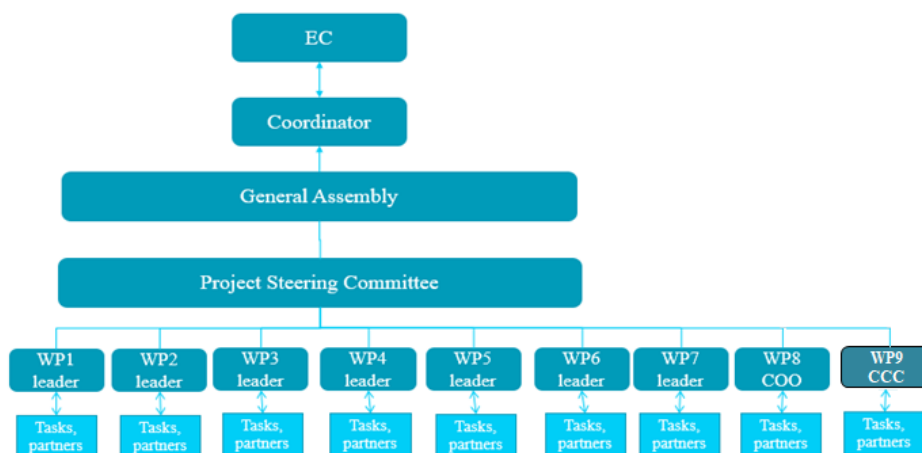 EC
Coordinator
General Assembly
Project Steering Committee
WP1
leader
WP2
leader
WP3
leader
WP4
leader
WP5
leader
WP6
leader
WP7
leader
WP8
COO
WP9
CCC
Tasks,
partners
Tasks,
partners
Tasks,
partners
Tasks,
partners
Tasks,
partners
Tasks,
partners
Tasks,
partners
Tasks,
partners
Tasks,
partners